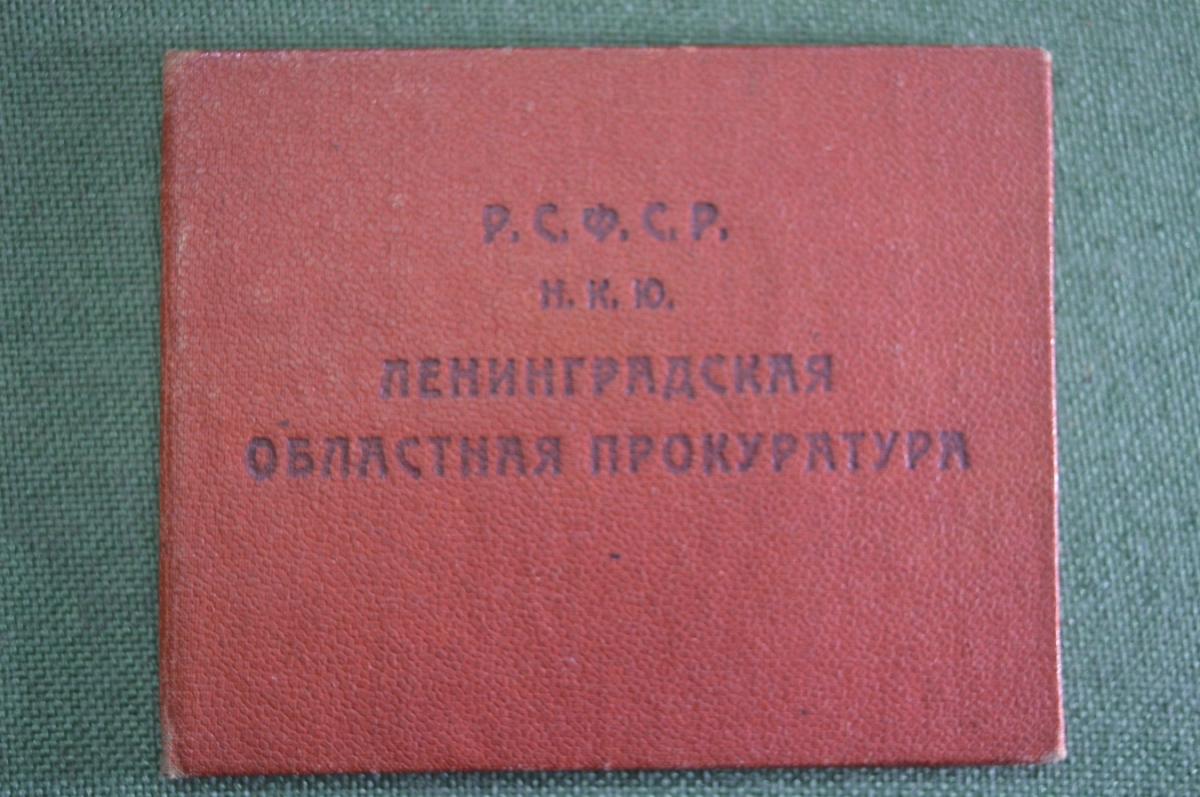 Р. С. Ф. С. Р.
Н. К. Ю.
ЛЕНИНГРАДСКАЯ
ОБЛАСТНАЯ ПРОКУРАТУРА